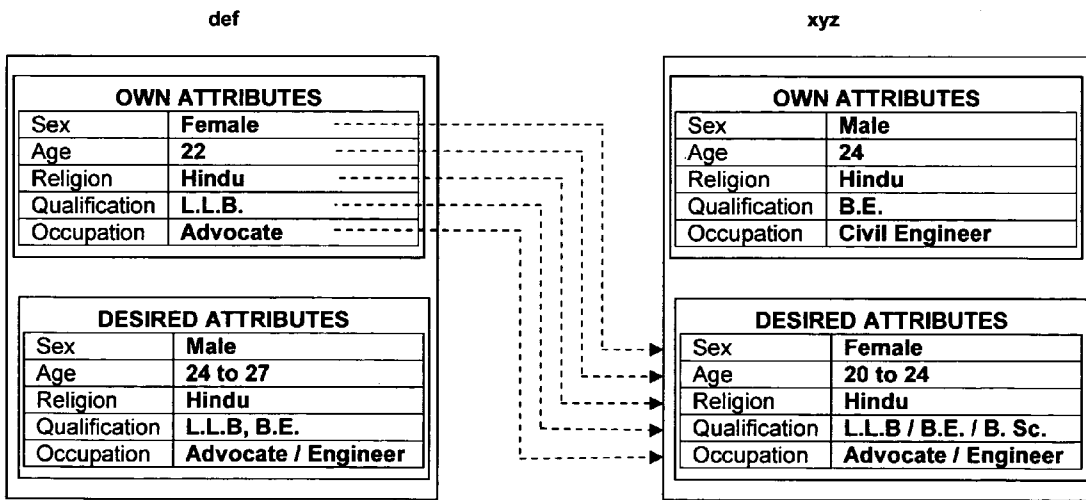 def
xyz
OWN ATTRIBUTES
Sex Female
Age 22
Religion Hindu
Qualification L.L.B.
Occupation Advocate
DESIRED ATTRIBUTES
Sex Male
Age 24 to 27
Religion Hindu
Qualification L.L.B, B.E.
Occupation Advocate / Engineer
OWN ATTRIBUTES
Sex Male
Age 24
Religion Hindu
Qualification B.E.
Occupation Civil Engineer
DESIRED ATTRIBUTES
Sex Female
Age 20 to 24
Religion Hindu
Qualification L.L.B / B.E. / B. Sc.
Occupation Advocate / Engineer